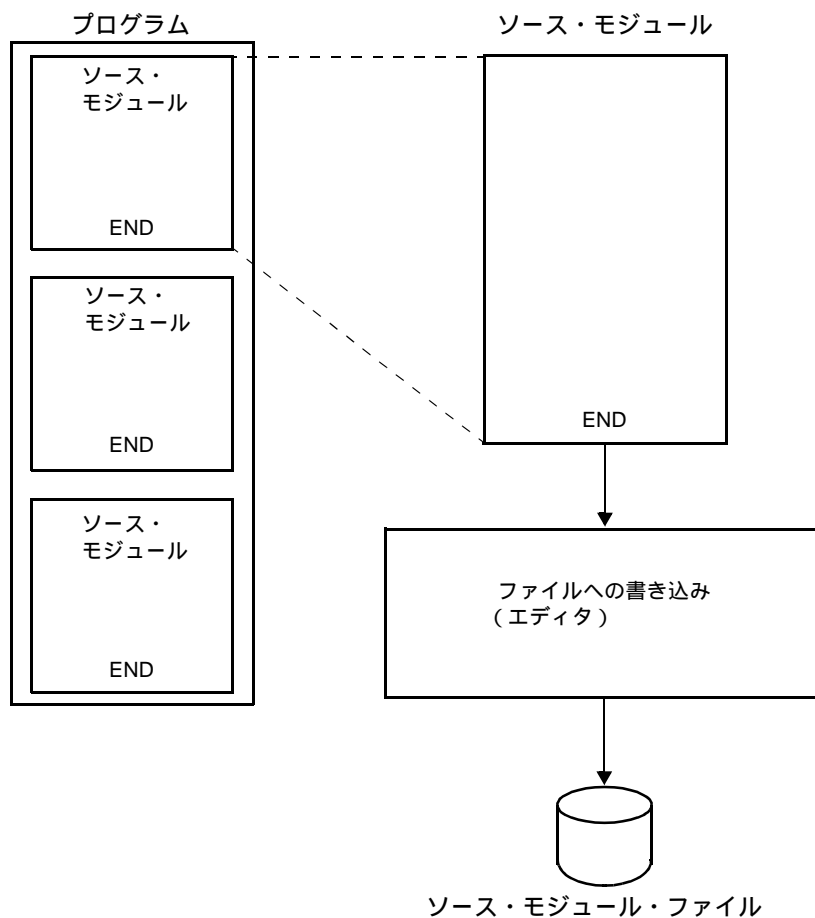 プログラム
ソース・
モジュール
END
ソース・
モジュール
END
ソース・
モジュール
END
ソース・モジュール
END
ファイルへの書き込み
（エディタ）
ソース・モジュール・ファイル